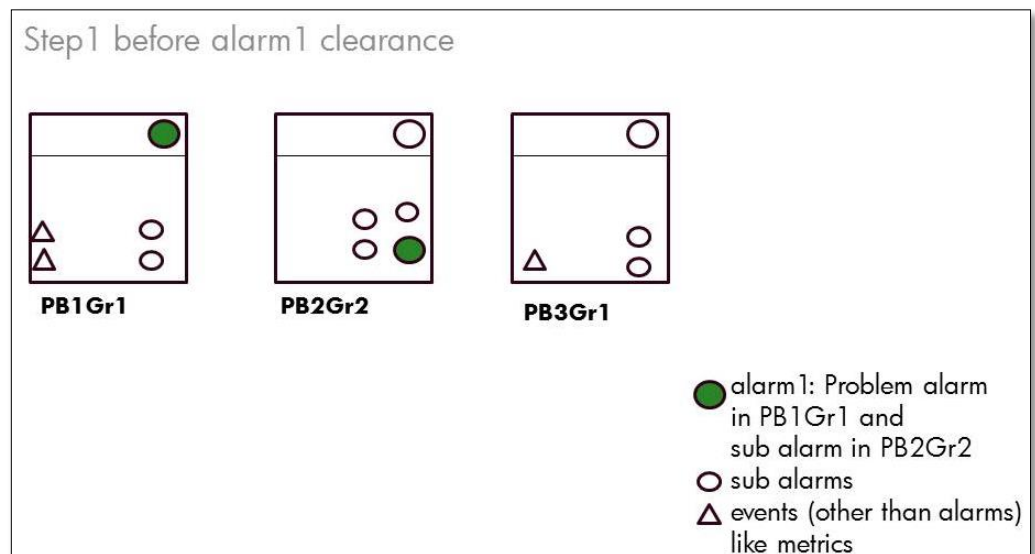 Step1 before alarm1 clearance
PB1Gr1
PB2Gr2
PB3Gr1
alarm1: Problem alarm
in PB1Gr1 and
sub alarm in PB2Gr2
sub alarms
events (other than alarms)
like metrics